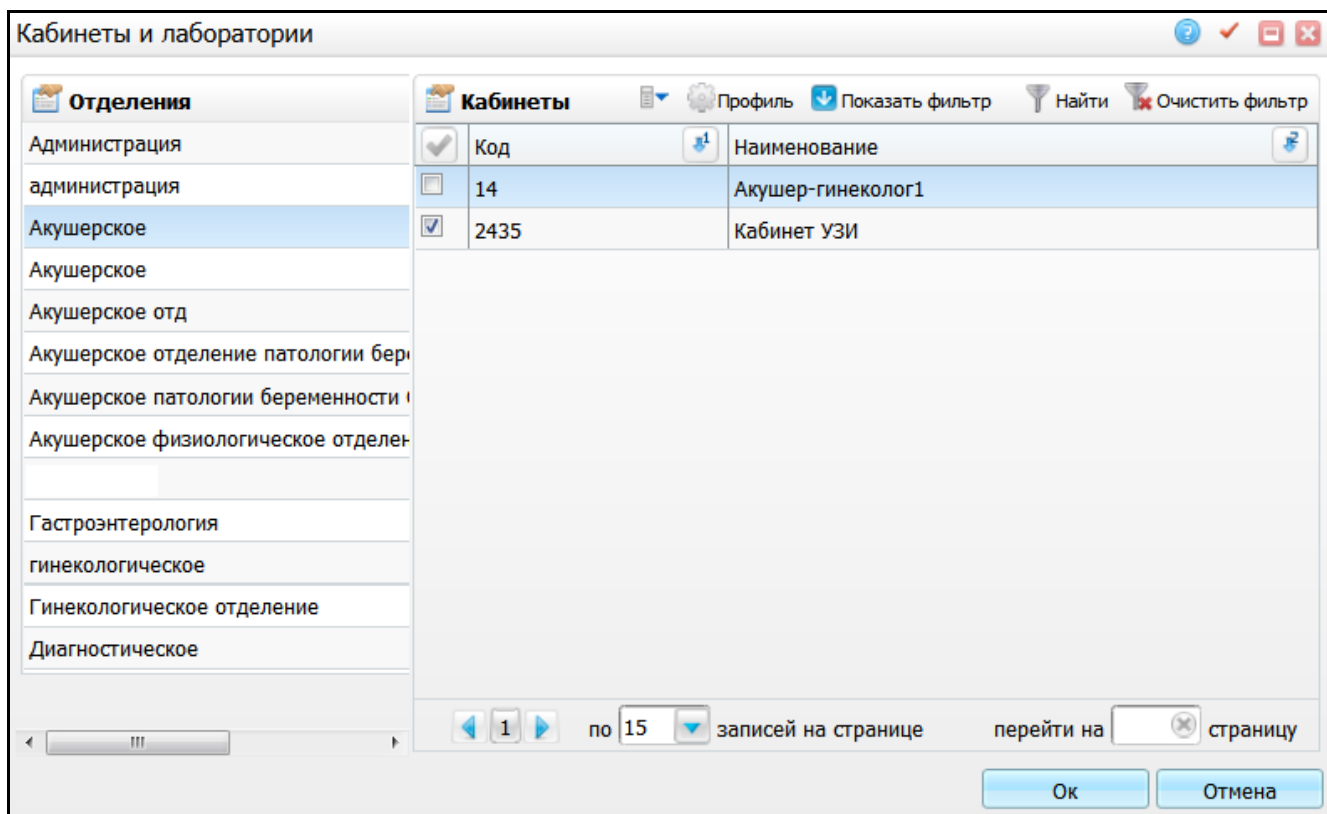 Кабинеты и лаборатории
Отделения
Администрация
администрация
Акушерское
Акушерское
Акушерское отд
Акушерское отделение патологии бер
Акушерское патологии беременности
Акушерское физиологическое отделен
Гастроэнтерология
гинекологическое
Гинекологическое отделение
Диагностическое
Кабинеты Профиль Показать фильтр Найти Очистить фильтр
Код 1 Наименование 2
14 Акушер-гинеколог1
2435 Кабинет УЗИ
1 по 15 записей на странице перейти на страницу
Ок Отмена